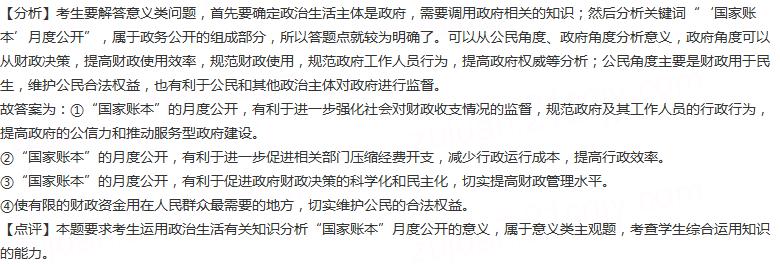 【分析】考生要解答意义类问题，首先要确定政治生活主体是政府，需要调用政府相关的知识；然后分析关键词“‘国家账
本’月度公开”，属于政务公开的组成部分，所以答题点就较为明确了。可以从公民角度、政府角度分析意义，政府角度可以
从财政决策，提高财政使用效率，规范财政使用，规范政府工作人员行为，提高政府权威等分析；公民角度主要是财政用于民
生，维护公民合法权益，也有利于公民和其他政治主体对政府进行监督。
故答案为：①“国家账本”的月度公开，有利于进一步强化社会对财政收支情况的监督，规范政府及其工作人员的行政行为，
提高政府的公信力和推动服务型政府建设。
②“国家账本”的月度公开，有利于进一步促进相关部门压缩经费开支，减少行政运行成本，提高行政效率。
③“国家账本”的月度公开，有利于促进政府财政决策的科学化和民主化，切实提高财政管理水平。
④使有限的财政资金用在人民群众最需要的地方，切实维护公民的合法权益。
【点评】本题要求考生运用政治生活有关知识分析“国家账本”月度公开的意义，属于意义类主观题，考查学生综合运用知识
的能力。